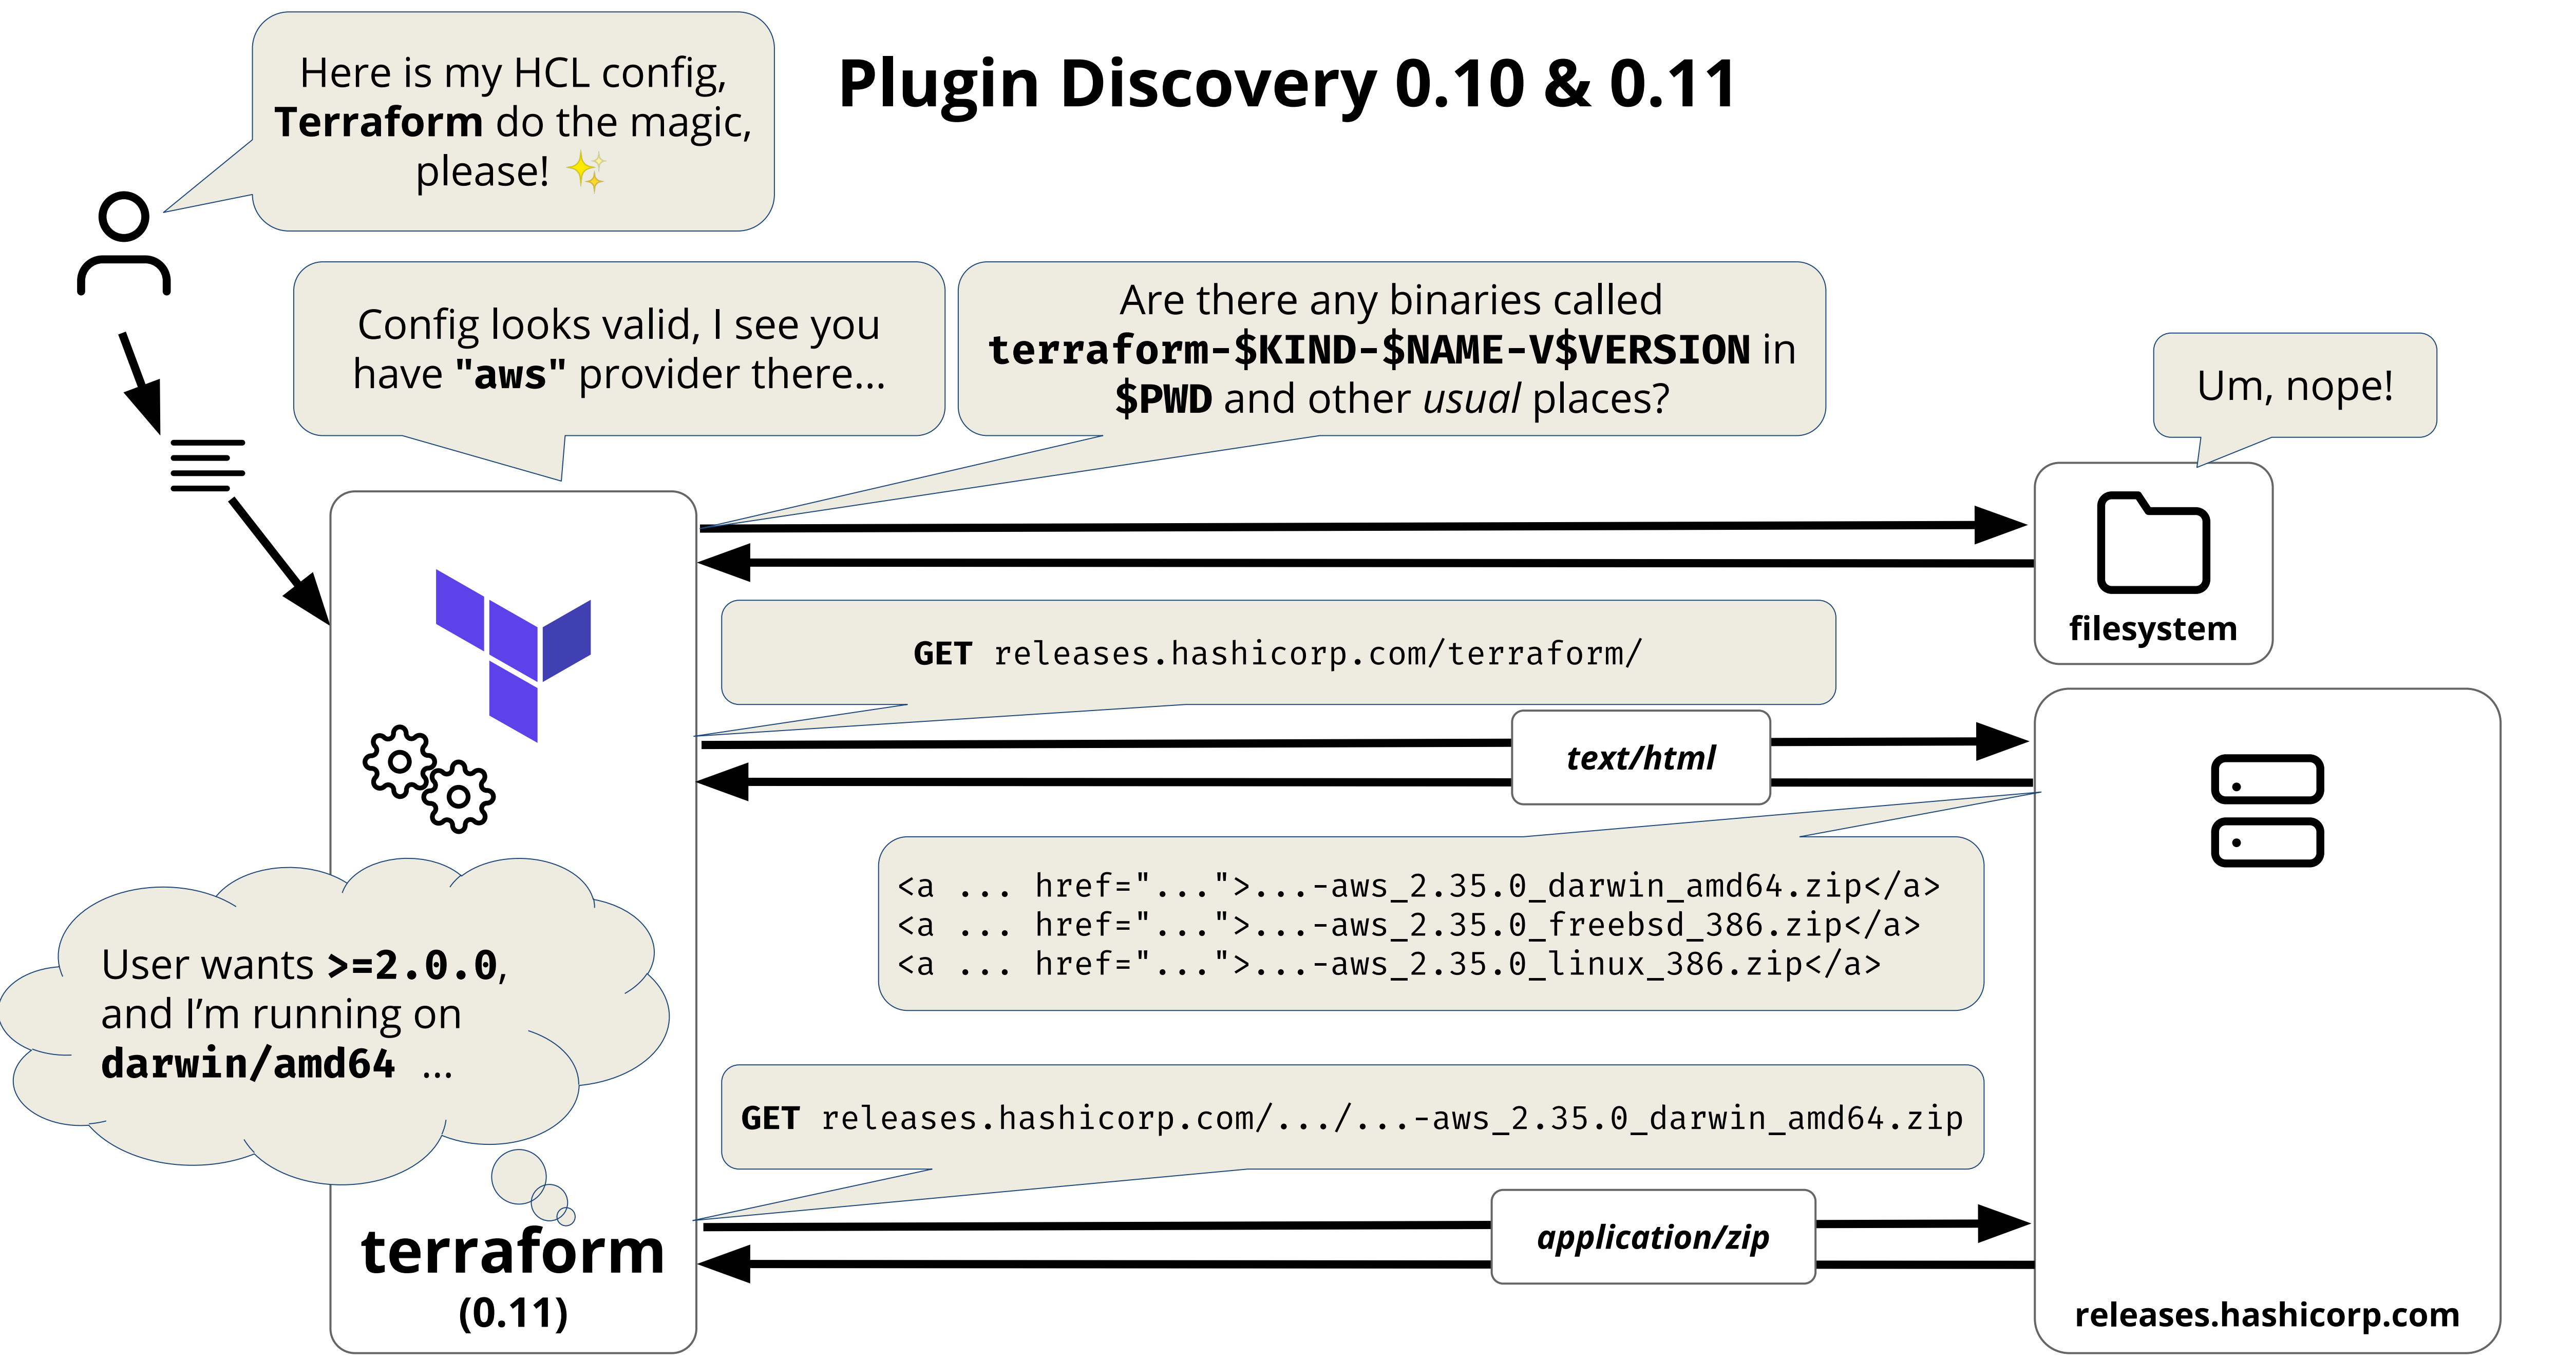 Plugin Discovery 0.10 & 0.11
Here is my HCL config,
Terraform do the magic,
please! ✨
Config looks valid, I see you
have "aws" provider there...
Are there any binaries called
terraform-$KIND-$NAME-V$VERSION in
$PWD and other usual places?
Um, nope!
filesystem
GET releases.hashicorp.com/terraform/
text/html
<a ... href="...">...-aws_2.35.0_darwin_amd64.zip</a>
<a ... href="...">...-aws_2.35.0_freebsd_386.zip</a>
<a ... href="...">...-aws_2.35.0_linux_386.zip</a>
User wants >=2.0.0,
and I’m running on
darwin/amd64 ...
GET releases.hashicorp.com/.../...-aws_2.35.0_darwin_amd64.zip
application/zip
terraform
(0.11)
releases.hashicorp.com